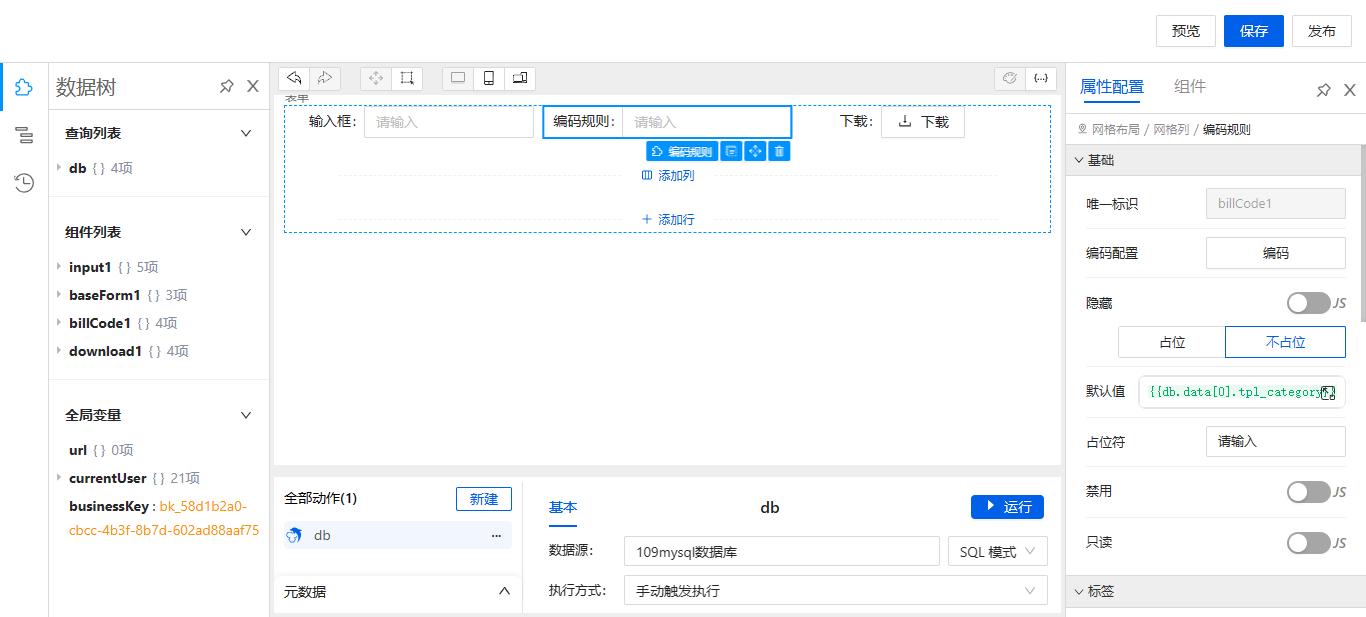 预览
保存
发布
数据树
查询列表
db { } 4项
组件列表
input1 { } 5项
baseForm1 { } 3项
billCode1 { } 4项
download1 { } 4项
全局变量
url { } 0项
currentUser { } 21项
businessKey : bk_58d1b2a0-
cbcc-4b3f-8b7d-602ad88aaf75
{...}
表单
输入框: 请输入
编码规则: 请输入
下载: 下载
编码规则
添加列
添加行
全部动作(1)
新建
db
...
元数据
基本
db
运行
数据源: 109mysql数据库
SQL 模式
执行方式: 手动触发执行
属性配置
组件
网格布局 / 网格列 / 编码规则
基础
唯一标识 billCode1
编码配置 编码
隐藏 JS
占位 不占位
默认值 {{db.data[0].tpl_category
占位符 请输入
禁用 JS
只读 JS
标签